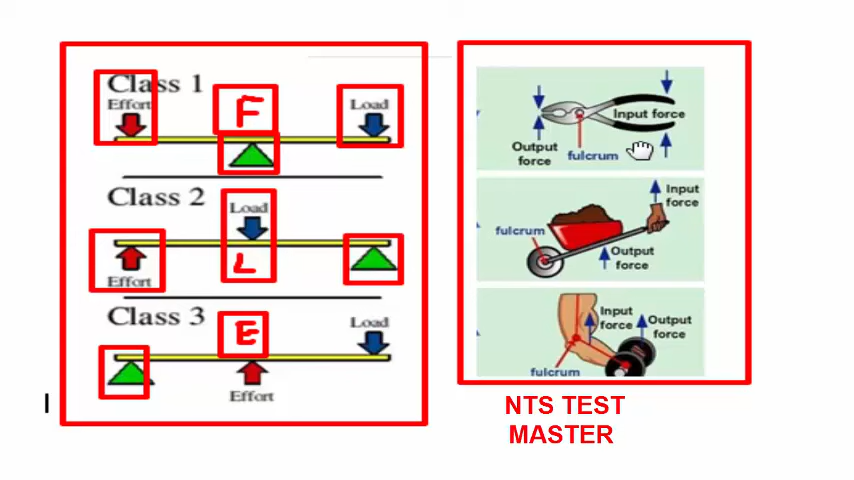 Class 1
Effort
F
Load
Class 2
Load
L
Effort
Class 3
E
Load
Effort
Input force
Output
force
fulcrum
Input
force
fulcrum
Output
force
Input
force
Output
force
fulcrum
NTS TEST
MASTER